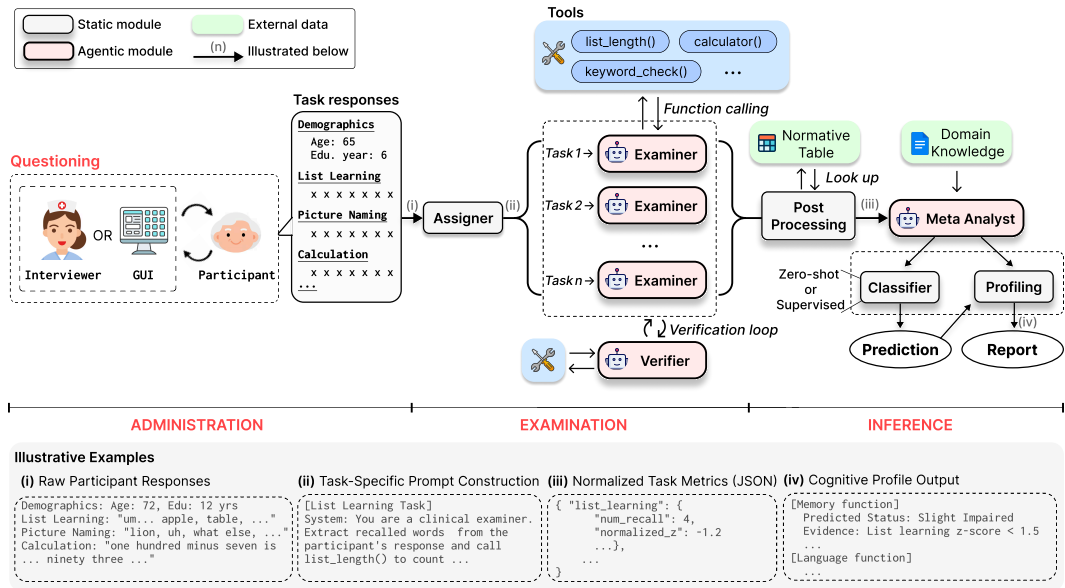 Static module
External data
Agentic module
(n)
Illustrated below
Tools
list_length()
calculator()
keyword_check()
...
Function calling
Task responses
Demographics
Age: 65
Edu. year: 6
List Learning
x x x x x x x
Picture Naming
x x x x x x x
Calculation
x x x x x x x
...
Questioning
OR
Interviewer
GUI
Participant
(i)
Assigner
(ii)
Task 1
Examiner
Task 2
Examiner
...
Task n
Examiner
Verification loop
Verifier
Normative
Table
Look up
Post
Processing
(iii)
Domain
Knowledge
Meta Analyst
Zero-shot
or
Supervised
Classifier
Profiling
(iv)
Prediction
Report
ADMINISTRATION
EXAMINATION
INFERENCE
Illustrative Examples
(i) Raw Participant Responses
Demographics: Age: 72, Edu: 12 yrs
List Learning: "um... apple, table, ..."
Picture Naming: "lion, uh, what else, ..."
Calculation: "one hundred minus seven is
... ninety three ..."
(ii) Task-Specific Prompt Construction
[List Learning Task]
System: You are a clinical examiner.
Extract recalled words from the
participant's response and call
list_length() to count ...
(iii) Normalized Task Metrics (JSON)
{ "list_learning": {
"num_recall": 4,
"normalized_z": -1.2
...},
...
}
(iv) Cognitive Profile Output
[Memory function]
Predicted Status: Slight Impaired
Evidence: List learning z-score < 1.5
...
[Language function]
...